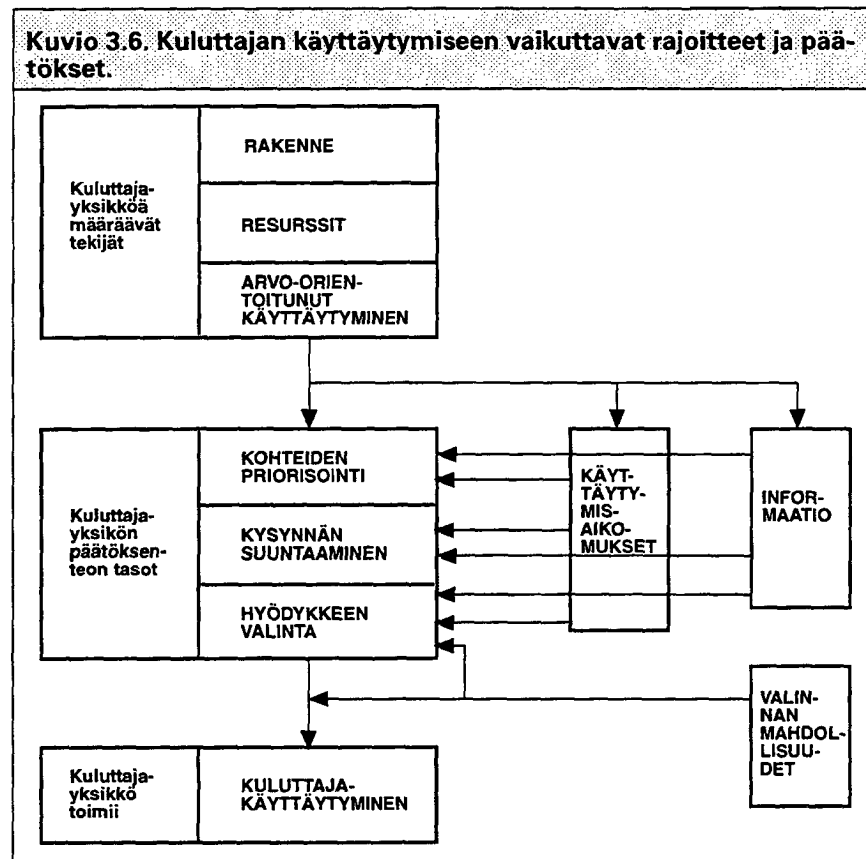 Kuvio 3.6. Kuluttajan käyttäytymiseen vaikuttavat rajoitteet ja pää-
tökset.
Kuluttaja-
yksikköä
määräävät
tekijät
RAKENNE
RESURSSIT
ARVO-ORIEN-
TOITUNUT
KÄYTTÄYTYMINEN
Kuluttaja-
yksikön
päätöksen-
teon tasot
KOHTEIDEN
PRIORISOINTI
KYSYNNÄN
SUUNTAAMINEN
HYÖDYKKEEN
VALINTA
KÄYT-
TÄYTY-
MIS-
AIKO-
MUKSET
INFOR-
MAATIO
VALIN-
NAN
MAHDOL-
LISUU-
DET
Kuluttaja-
yksikkö
toimii
KULUTTAJA-
KÄYTTÄYTYMINEN